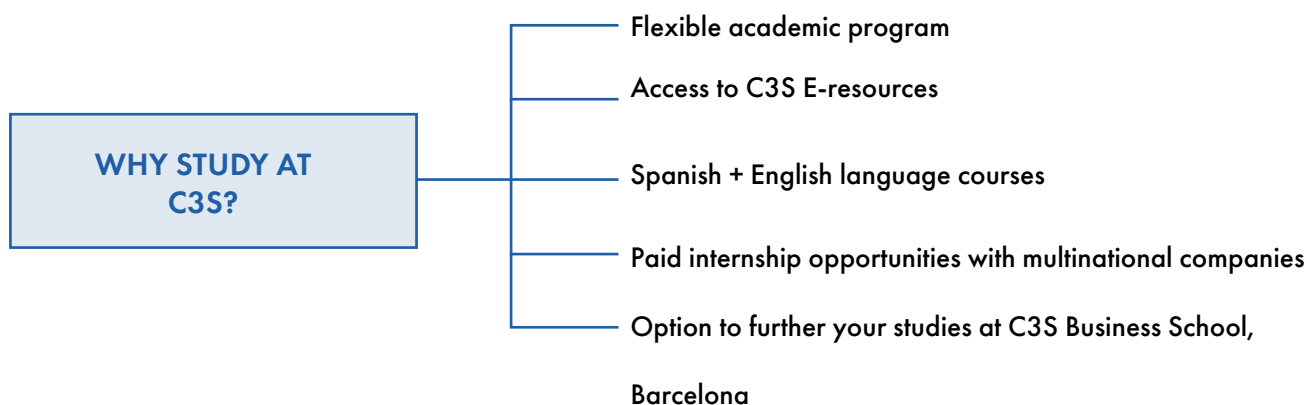 WHY STUDY AT
C3S?
Flexible academic program
Access to C3S E-resources
Spanish + English language courses
Paid internship opportunities with multinational companies
Option to further your studies at C3S Business School,
Barcelona